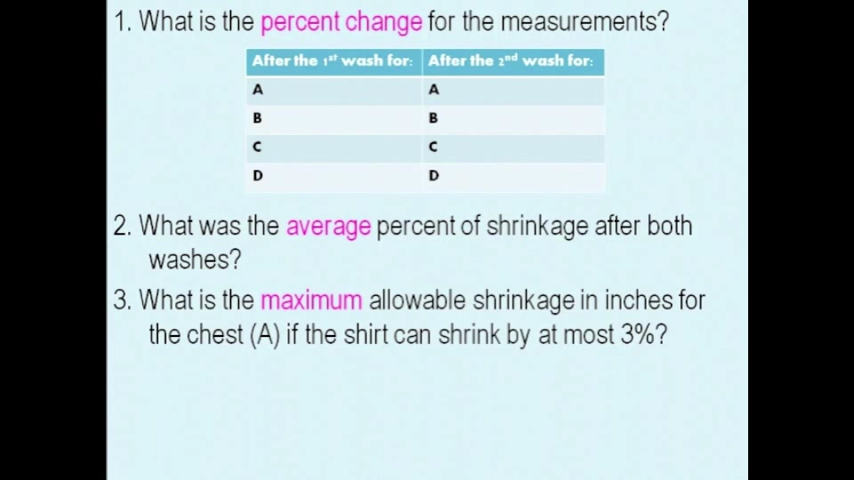 1. What is the percent change for the measurements?
After the 1st wash for: After the 2nd wash for:
A A
B B
C C
D D
2. What was the average percent of shrinkage after both
washes?
3. What is the maximum allowable shrinkage in inches for
the chest (A) if the shirt can shrink by at most 3%?